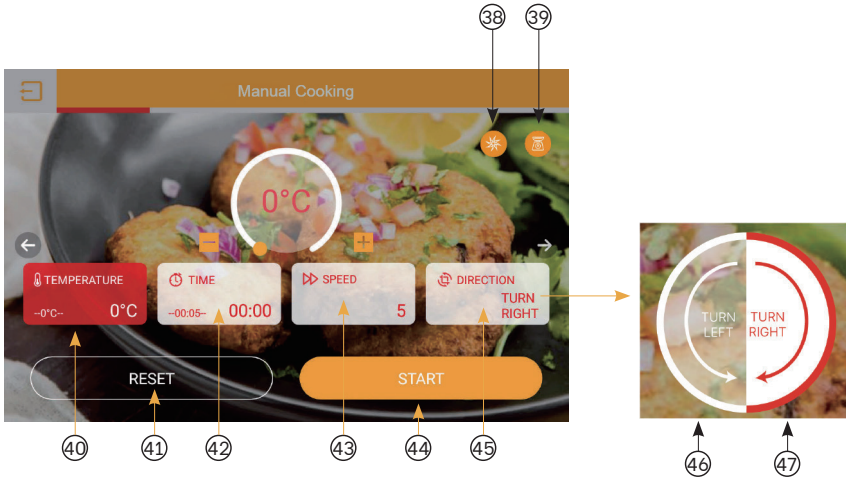 38 39
Manual Cooking
0°C
TEMPERATURE
--0°C-- 0°C
TIME
--00:05-- 00:00
SPEED
5
DIRECTION
TURN
RIGHT
RESET
START
TURN
LEFT
TURN
RIGHT
40 41 42 43 44 45 46 47